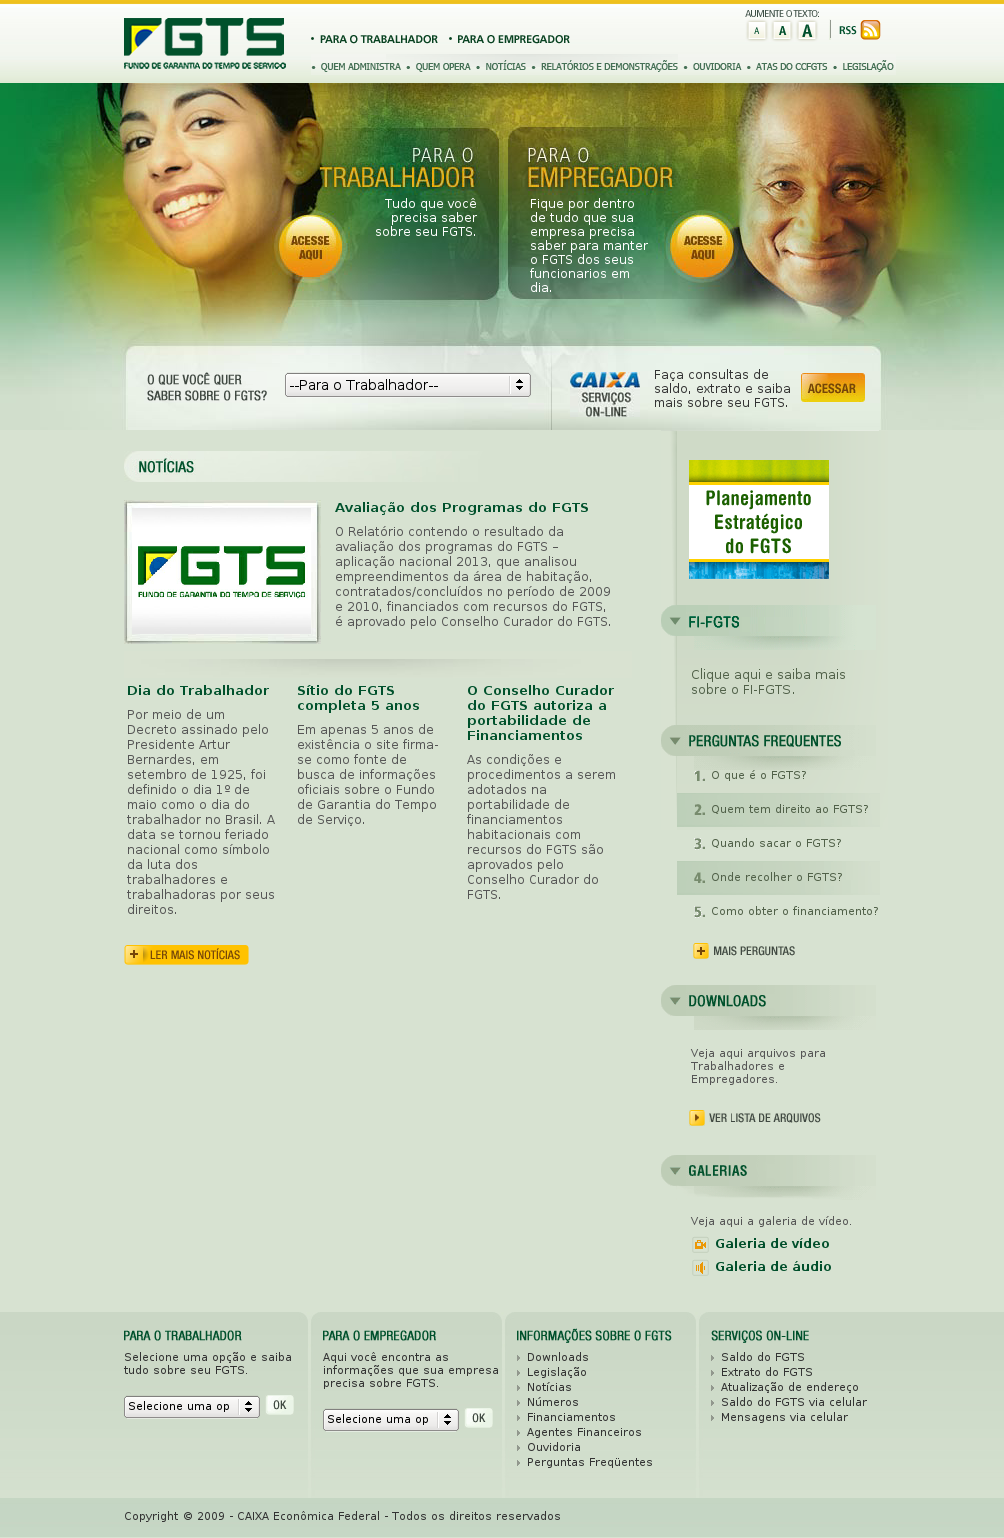 FGTS
FUNDO DE GARANTIA DO TEMPO DE SERVIÇO
• PARA O TRABALHADOR • PARA O EMPREGADOR
AUMENTE O TEXTO:
A A A
RSS
• QUEM ADMINISTRA • QUEM OPERA • NOTÍCIAS • RELATÓRIOS E DEMONSTRAÇÕES • OUVIDORIA • ATAS DO CCFGTS • LEGISLAÇÃO
PARA O
TRABALHADOR
Tudo que você
precisa saber
sobre seu FGTS.
ACESSE
AQUI
PARA O
EMPREGADOR
Fique por dentro
de tudo que sua
empresa precisa
saber para manter
o FGTS dos seus
funcionarios em
dia.
ACESSE
AQUI
O QUE VOCÊ QUER
SABER SOBRE O FGTS?
--Para o Trabalhador--
CAIXA
SERVIÇOS
ON-LINE
Faça consultas de
saldo, extrato e saiba
mais sobre seu FGTS.
ACESSAR
NOTÍCIAS
FGTS
FUNDO DE GARANTIA DO TEMPO DE SERVIÇO
Avaliação dos Programas do FGTS
O Relatório contendo o resultado da
avaliação dos programas do FGTS –
aplicação nacional 2013, que analisou
empreendimentos da área de habitação,
contratados/concluídos no período de 2009
e 2010, financiados com recursos do FGTS,
é aprovado pelo Conselho Curador do FGTS.
Dia do Trabalhador
Por meio de um
Decreto assinado pelo
Presidente Artur
Bernardes, em
setembro de 1925, foi
definido o dia 1º de
maio como o dia do
trabalhador no Brasil. A
data se tornou feriado
nacional como símbolo
da luta dos
trabalhadores e
trabalhadoras por seus
direitos.
Sítio do FGTS
completa 5 anos
Em apenas 5 anos de
existência o site firma-
se como fonte de
busca de informações
oficiais sobre o Fundo
de Garantia do Tempo
de Serviço.
O Conselho Curador
do FGTS autoriza a
portabilidade de
Financiamentos
As condições e
procedimentos a serem
adotados na
portabilidade de
financiamentos
habitacionais com
recursos do FGTS são
aprovados pelo
Conselho Curador do
FGTS.
LER MAIS NOTÍCIAS
Planejamento
Estratégico
do FGTS
FI-FGTS
Clique aqui e saiba mais
sobre o FI-FGTS.
PERGUNTAS FREQUENTES
1. O que é o FGTS?
2. Quem tem direito ao FGTS?
3. Quando sacar o FGTS?
4. Onde recolher o FGTS?
5. Como obter o financiamento?
MAIS PERGUNTAS
DOWNLOADS
Veja aqui arquivos para
Trabalhadores e
Empregadores.
VER LISTA DE ARQUIVOS
GALERIAS
Veja aqui a galeria de vídeo.
Galeria de vídeo
Galeria de áudio
PARA O TRABALHADOR
Selecione uma opção e saiba
tudo sobre seu FGTS.
Selecione uma op
OK
PARA O EMPREGADOR
Aqui você encontra as
informações que sua empresa
precisa sobre FGTS.
Selecione uma op
OK
INFORMAÇÕES SOBRE O FGTS
Downloads
Legislação
Notícias
Números
Financiamentos
Agentes Financeiros
Ouvidoria
Perguntas Freqüentes
SERVIÇOS ON-LINE
Saldo do FGTS
Extrato do FGTS
Atualização de endereço
Saldo do FGTS via celular
Mensagens via celular
Copyright © 2009 - CAIXA Econômica Federal - Todos os direitos reservados